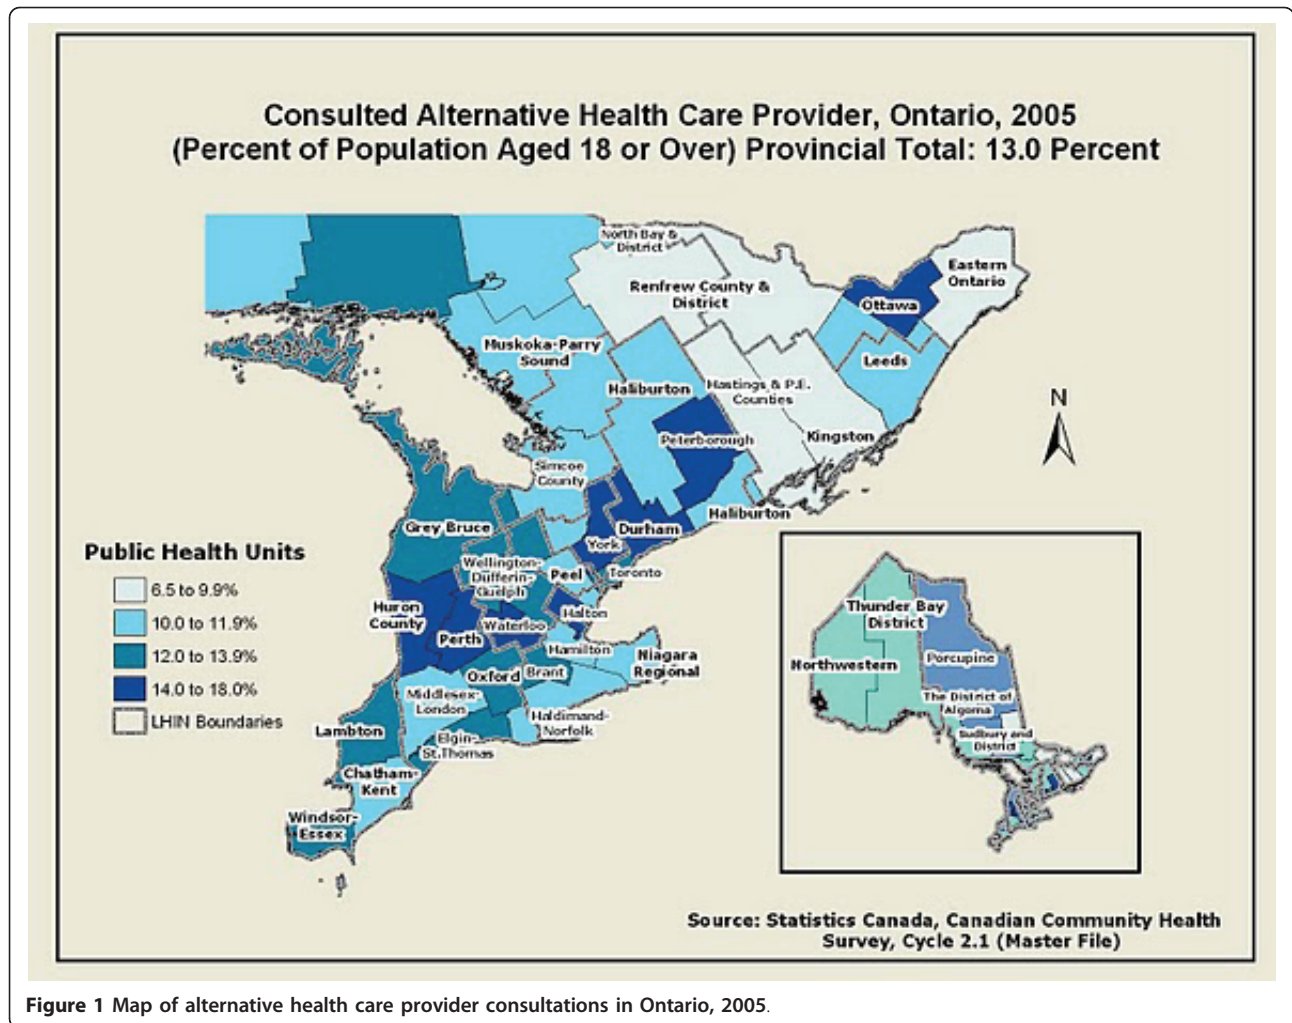 Consulted Alternative Health Care Provider, Ontario, 2005
(Percent of Population Aged 18 or Over) Provincial Total: 13.0 Percent
North Bay &
District
Renfrew County &
District
Eastern
Ontario
Ottawa
Muskoka-Parry
Sound
Leeds
Haliburton
Hastings & P.E.
Counties
N
Peterborough
Kingston
Simcoe
County
Haliburton
Grey Bruce
Durham
York
Wellington-
Dufferin-
Guelph
Peel
Toronto
Huron
County
Perth
Waterloo
Halton
Hamilton
Niagara
Regional
Oxford
Brant
Middlesex-
London
Haldimand-
Norfolk
Lambton
Elgin-
St.Thomas
Chatham-
Kent
Windsor-
Essex
Public Health Units
6.5 to 9.9%
10.0 to 11.9%
12.0 to 13.9%
14.0 to 18.0%
LHIN Boundaries
Thunder Bay
District
Northwestern
Porcupine
The District of
Algoma
Sudbury and
District
Source: Statistics Canada, Canadian Community Health
Survey, Cycle 2.1 (Master File)
Figure 1 Map of alternative health care provider consultations in Ontario, 2005.